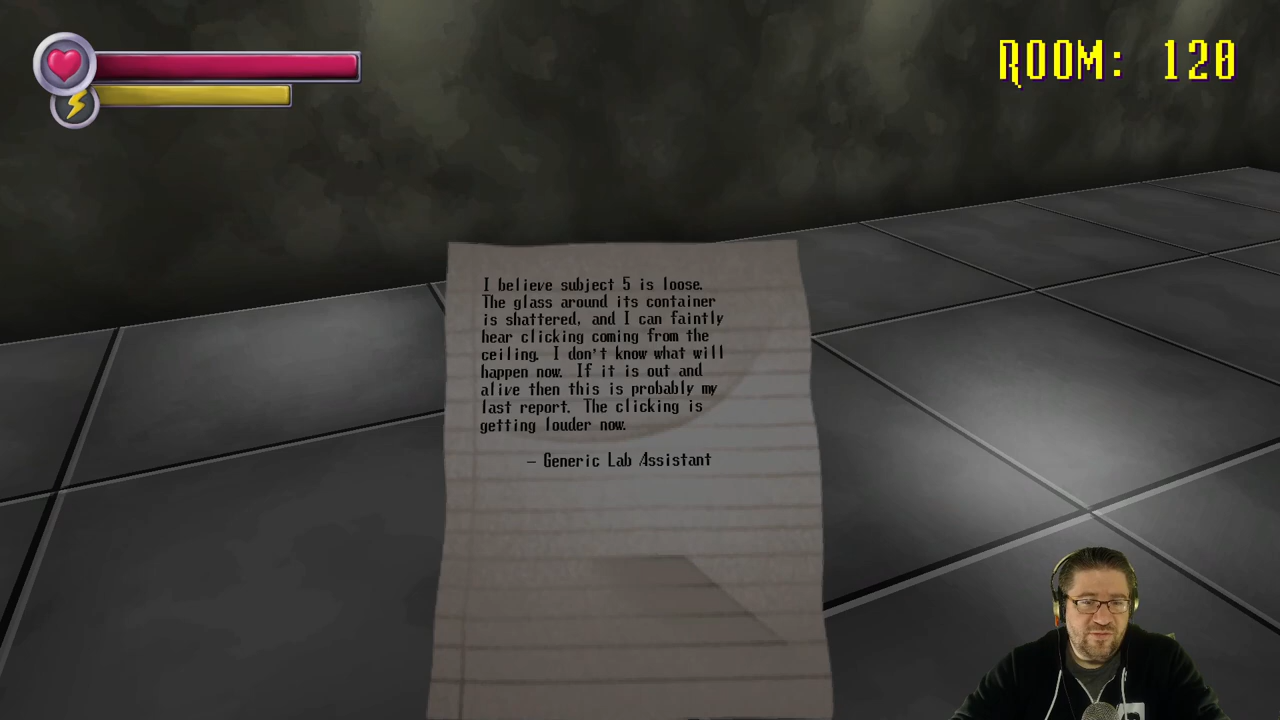 ROOM: 120
I believe subject 5 is loose.
The glass around its container
is shattered, and I can faintly
hear clicking coming from the
ceiling. I don't know what will
happen now. If it is out and
alive then this is probably my
last report. The clicking is
getting louder now.
- Generic Lab Assistant